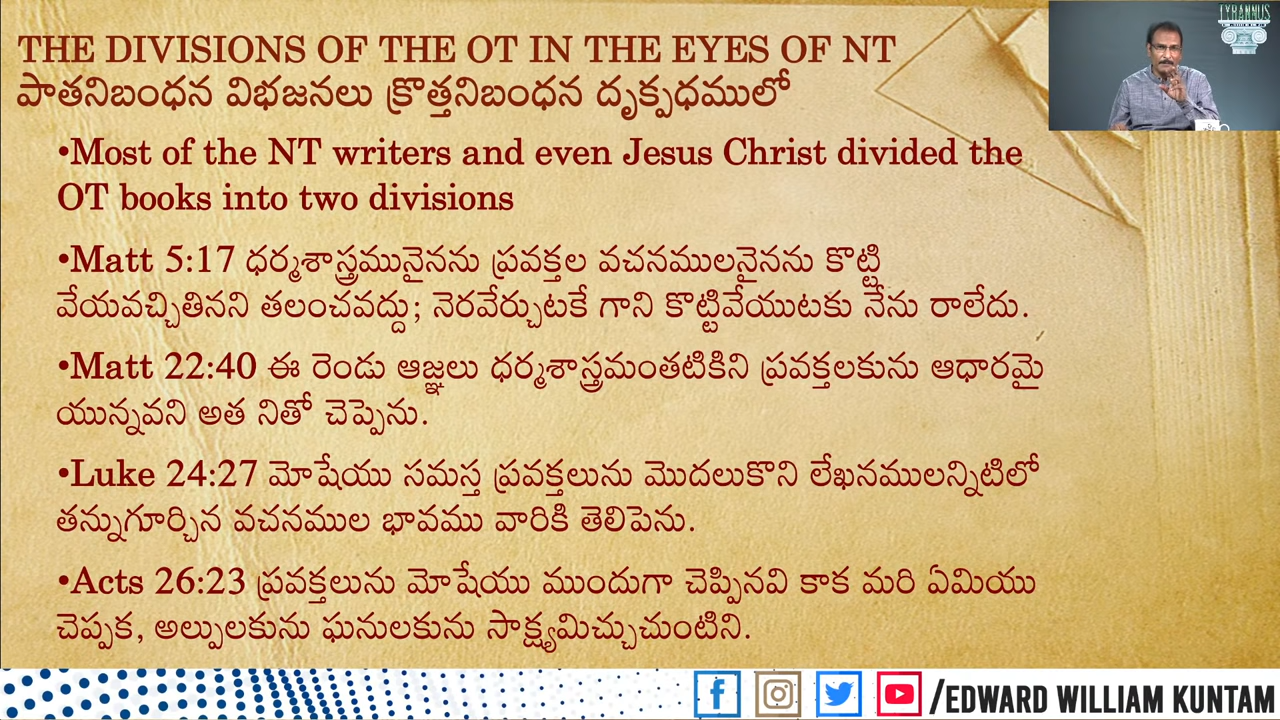 THE DIVISIONS OF THE OT IN THE EYES OF NT
పాతనిబంధన విభజనలు క్రొత్తనిబంధన దృక్పధములో
•Most of the NT writers and even Jesus Christ divided the
OT books into two divisions
•Matt 5:17 ధర్మశాస్త్రమునైనను ప్రవక్తల వచనములనైనను కొట్టి
వేయవచ్చితినని తలంచవద్దు; నెరవేర్చుటకే గాని కొట్టివేయుటకు నేను రాలేదు.
•Matt 22:40 ఈ రెండు ఆజ్ఞలు ధర్మశాస్త్రమంతటికిని ప్రవక్తలకును ఆధారమై
యున్నవని అత నితో చెప్పెను.
•Luke 24:27 మోషేయు సమస్త ప్రవక్తలును మొదలుకొని లేఖనములన్నిటిలో
తన్నుగూర్చిన వచనముల భావము వారికి తెలిపెను.
•Acts 26:23 ప్రవక్తలును మోషేయు ముందుగా చెప్పినవి కాక మరి ఏమియు
చెప్పక, అల్పులకును ఘనులకును సాక్ష్యమిచ్చుచుంటిని.
TYRANNUS
/EDWARD WILLIAM KUNTAM